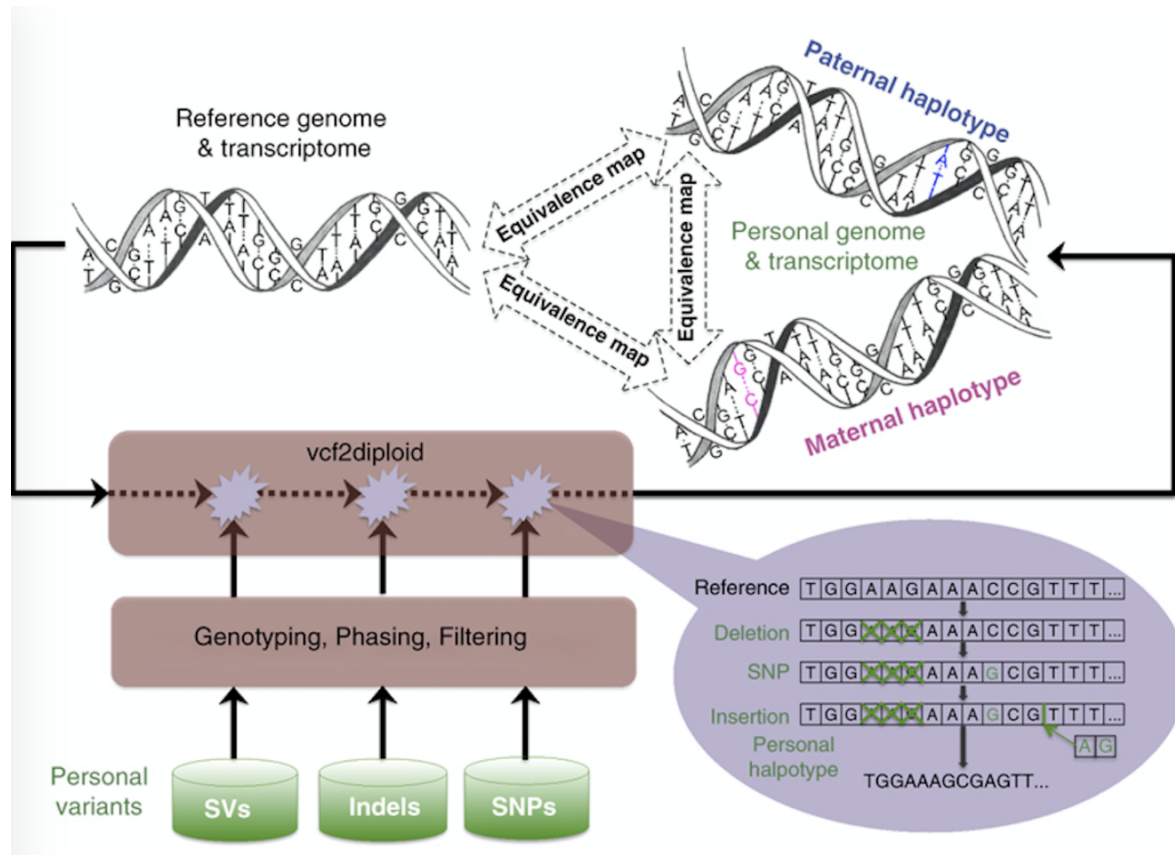 Reference genome
& transcriptome
Equivalence map
Equivalence map
Equivalence map
Paternal haplotype
Personal genome
& transcriptome
Maternal haplotype
vcf2diploid
Genotyping, Phasing, Filtering
Personal
variants
SVs
Indels
SNPs
Reference T G G A A G A A A C C G T T T ...
Deletion T G G A A G A A A C C G T T T ...
SNP T G G A A G A A A G C G T T T ...
Insertion T G G A A G A A A G C G T T T ...
A G
Personal
halpotype
TGGAAAGCGAGTT...